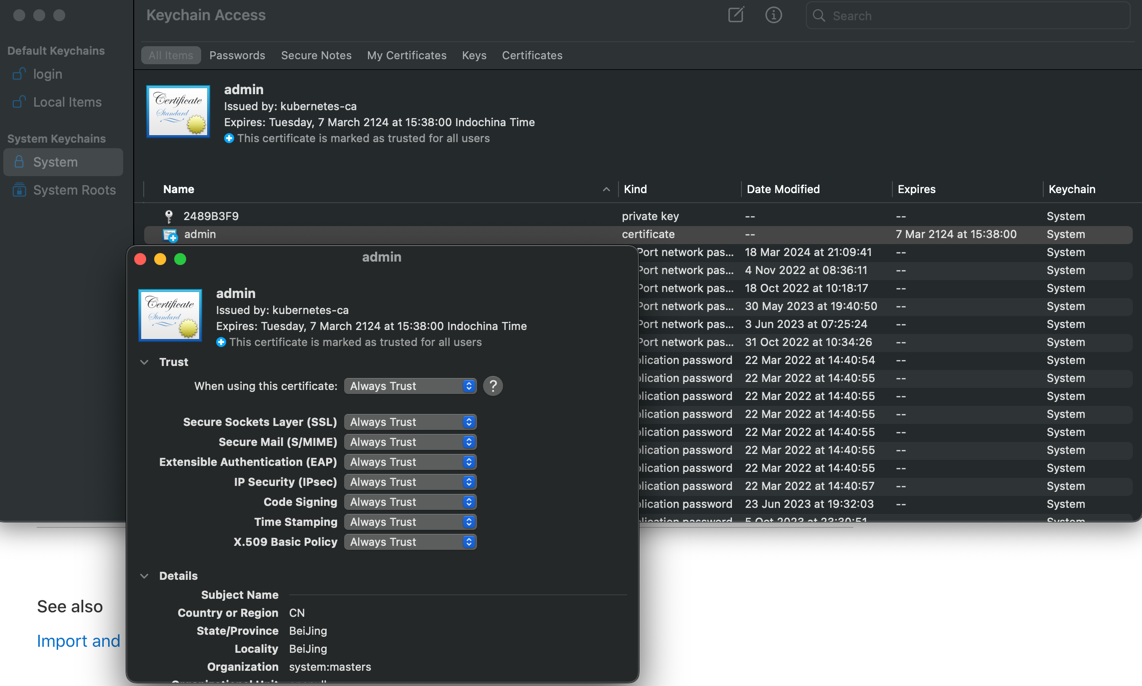 Keychain Access
Search
Default Keychains
login
Local Items
System Keychains
System
System Roots
All Items
Passwords
Secure Notes
My Certificates
Keys
Certificates
Certificate
Standard
admin
Issued by: kubernetes-ca
Expires: Tuesday, 7 March 2124 at 15:38:00 Indochina Time
This certificate is marked as trusted for all users
Name Kind Date Modified Expires Keychain
2489B3F9 private key -- -- System
admin certificate -- 7 Mar 2124 at 15:38:00 System
Port network pas... 18 Mar 2024 at 21:09:41 -- System
Port network pas... 4 Nov 2022 at 08:36:11 -- System
Port network pas... 18 Oct 2022 at 10:18:17 -- System
Port network pas... 30 May 2023 at 19:40:50 -- System
Port network pas... 3 Jun 2023 at 07:25:24 -- System
Port network pas... 31 Oct 2022 at 10:34:26 -- System
lication password 22 Mar 2022 at 14:40:54 -- System
lication password 22 Mar 2022 at 14:40:55 -- System
lication password 22 Mar 2022 at 14:40:55 -- System
lication password 22 Mar 2022 at 14:40:55 -- System
lication password 22 Mar 2022 at 14:40:55 -- System
lication password 22 Mar 2022 at 14:40:55 -- System
lication password 22 Mar 2022 at 14:40:55 -- System
lication password 22 Mar 2022 at 14:40:57 -- System
lication password 23 Jun 2023 at 19:32:03 -- System
lication password 5 Oct 2023 at 23:30:51 -- System
admin
Certificate
Standard
admin
Issued by: kubernetes-ca
Expires: Tuesday, 7 March 2124 at 15:38:00 Indochina Time
This certificate is marked as trusted for all users
Trust
When using this certificate: Always Trust ?
Secure Sockets Layer (SSL) Always Trust
Secure Mail (S/MIME) Always Trust
Extensible Authentication (EAP) Always Trust
IP Security (IPsec) Always Trust
Code Signing Always Trust
Time Stamping Always Trust
X.509 Basic Policy Always Trust
Details
Subject Name
Country or Region CN
State/Province BeiJing
Locality BeiJing
Organization system:masters
Organizational Unit
See also
Import and